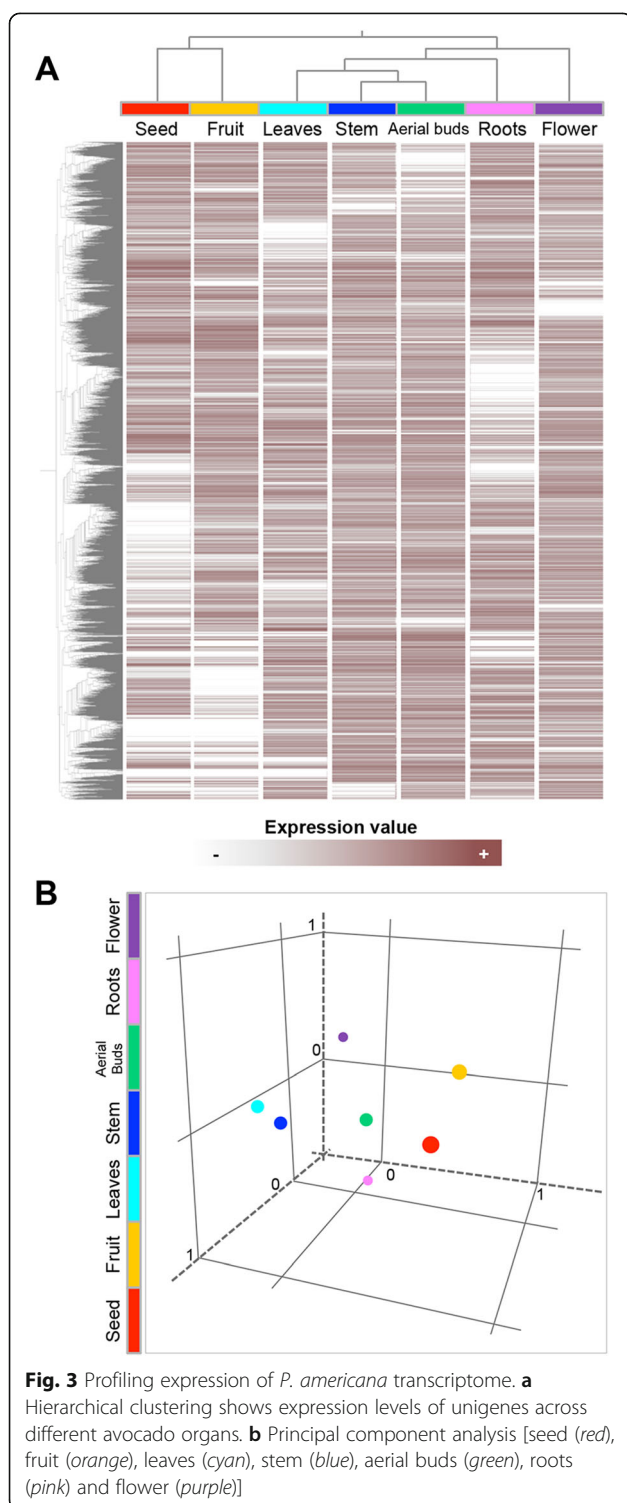 A
Seed Fruit Leaves Stem Aerial buds Roots Flower
Expression value
- +
B
Flower
Roots
Aerial
Buds
Stem
Leaves
Fruit
Seed
1
0
0
0
1
1
Fig. 3 Profiling expression of P. americana transcriptome. a
Hierarchical clustering shows expression levels of unigenes across
different avocado organs. b Principal component analysis [seed (red),
fruit (orange), leaves (cyan), stem (blue), aerial buds (green), roots
(pink) and flower (purple)]